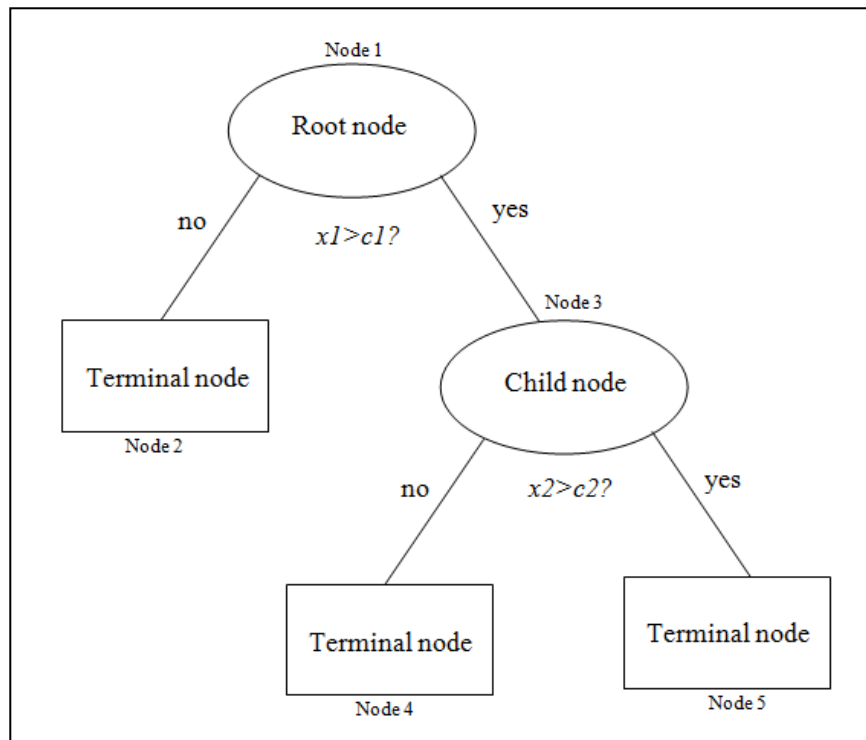 Node 1
Root node
no
yes
x1>c1?
Node 3
Terminal node
Child node
Node 2
no
x2>c2?
yes
Terminal node
Terminal node
Node 4
Node 5